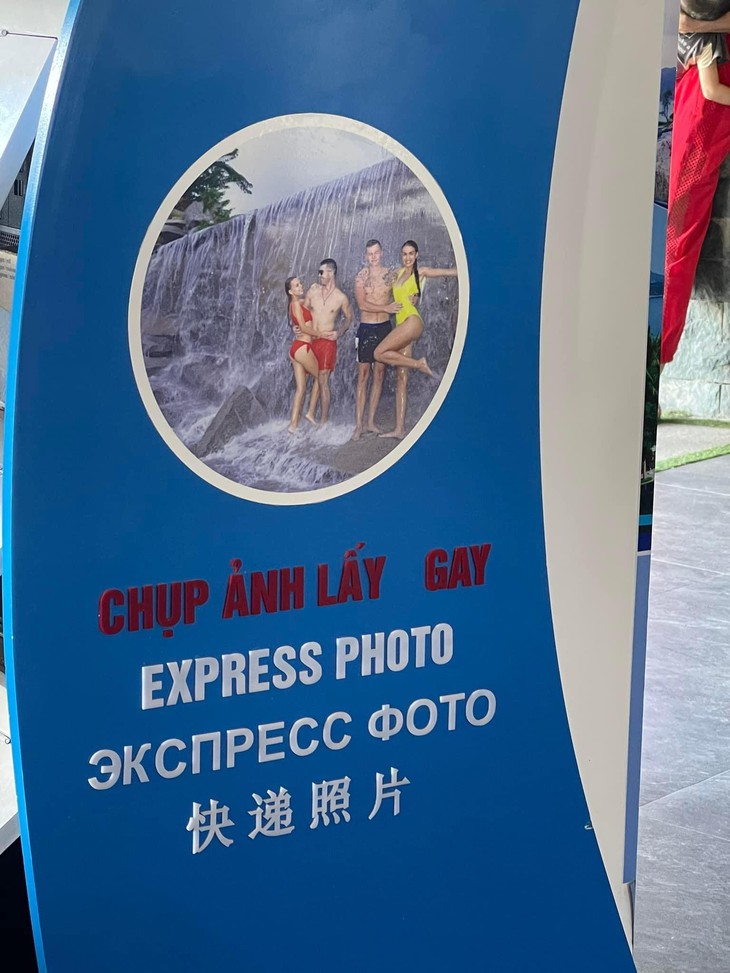 CHỤP ẢNH LẤY GAY
EXPRESS PHOTO
ЭКСПРЕСС ФОТО
快递照片